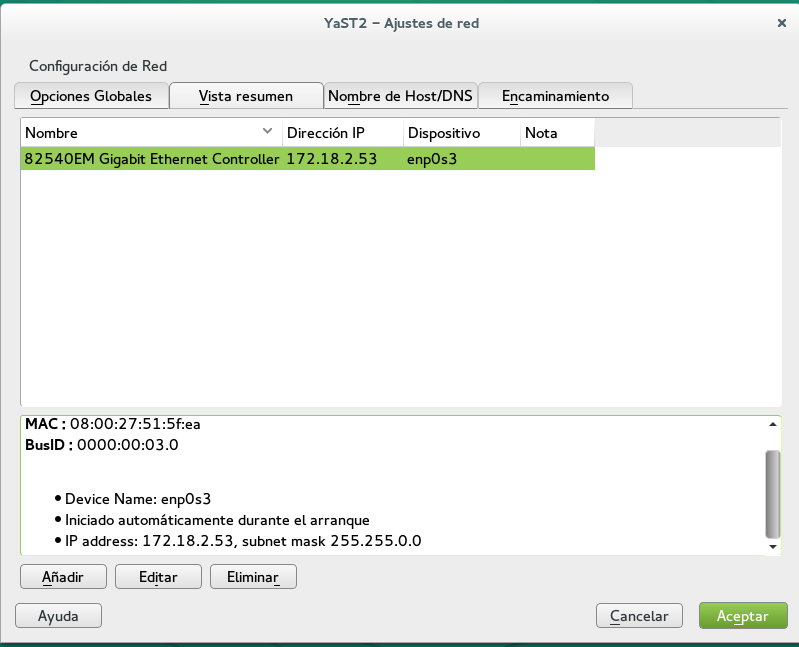 YaST2 – Ajustes de red
Configuración de Red
Opciones Globales Vista resumen Nombre de Host/DNS Encaminamiento
Nombre Dirección IP Dispositivo Nota
82540EM Gigabit Ethernet Controller 172.18.2.53 enp0s3
MAC : 08:00:27:51:5f:ea
BusID : 0000:00:03.0
• Device Name: enp0s3
• Iniciado automáticamente durante el arranque
• IP address: 172.18.2.53, subnet mask 255.255.0.0
Añadir Editar Eliminar
Ayuda Cancelar Aceptar